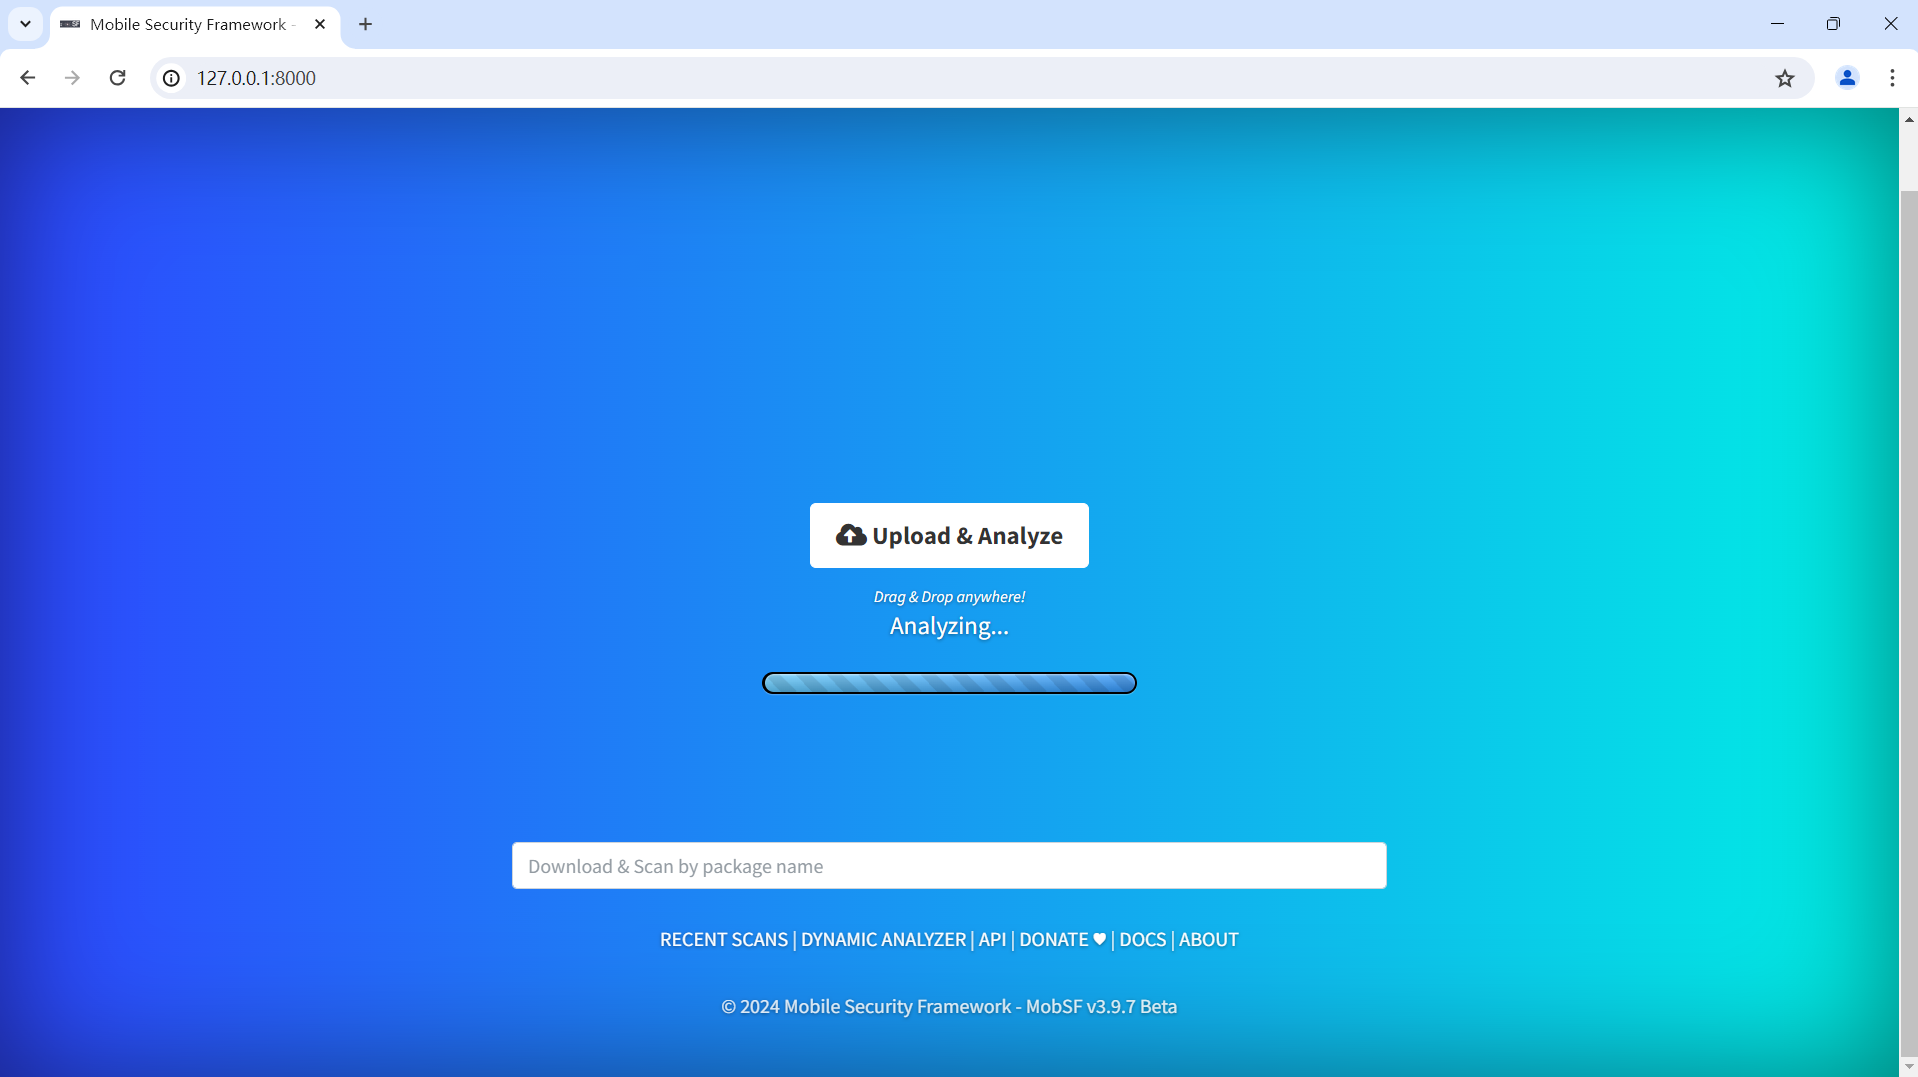 Mobile Security Framework -
127.0.0.1:8000
Upload & Analyze
Drag & Drop anywhere!
Analyzing...
Download & Scan by package name
RECENT SCANS | DYNAMIC ANALYZER | API | DONATE ♥ | DOCS | ABOUT
© 2024 Mobile Security Framework - MobSF v3.9.7 Beta